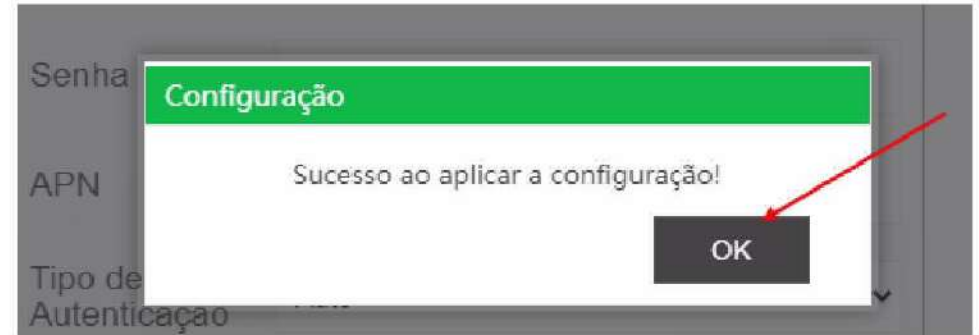 Senha
Configuração
Sucesso ao aplicar a configuração!
APN
OK
Tipo de
Autenticação